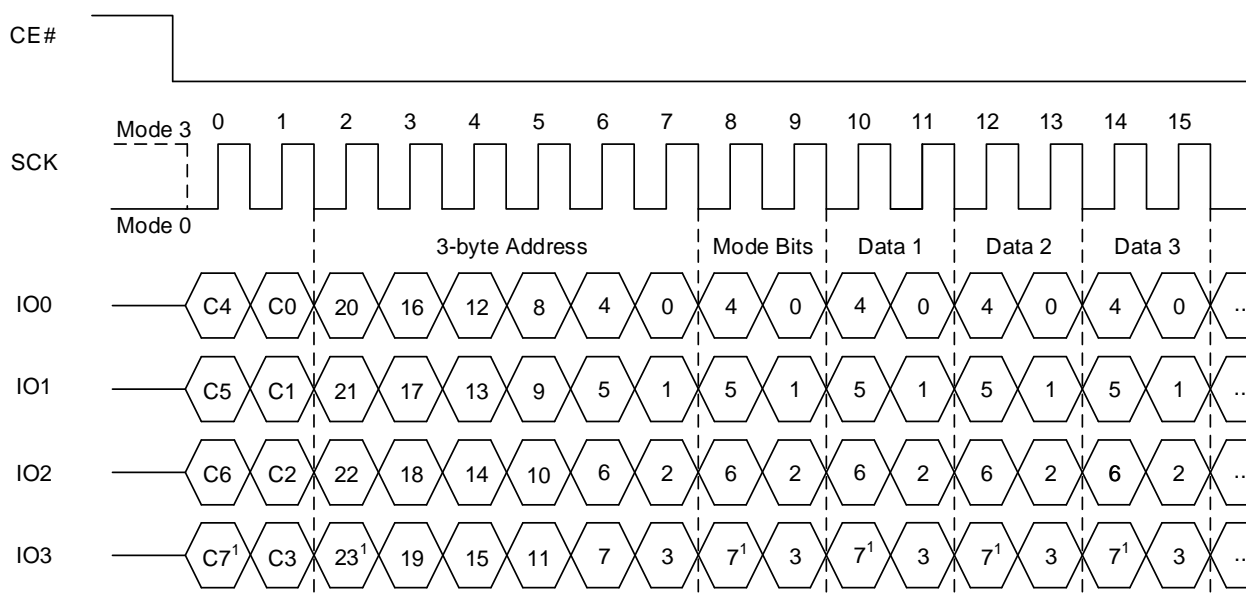 CE#
Mode 3 0 1 2 3 4 5 6 7 8 9 10 11 12 13 14 15
SCK
Mode 0
3-byte Address Mode Bits Data 1 Data 2 Data 3
IO0 C4 C0 20 16 12 8 4 0 4 0 4 0 4 0 4 0 ..
IO1 C5 C1 21 17 13 9 5 1 5 1 5 1 5 1 5 1 ..
IO2 C6 C2 22 18 14 10 6 2 6 2 6 2 6 2 6 2 ..
IO3 C7¹ C3 23¹ 19 15 11 7 3 7¹ 3 7¹ 3 7¹ 3 7¹ 3 ..